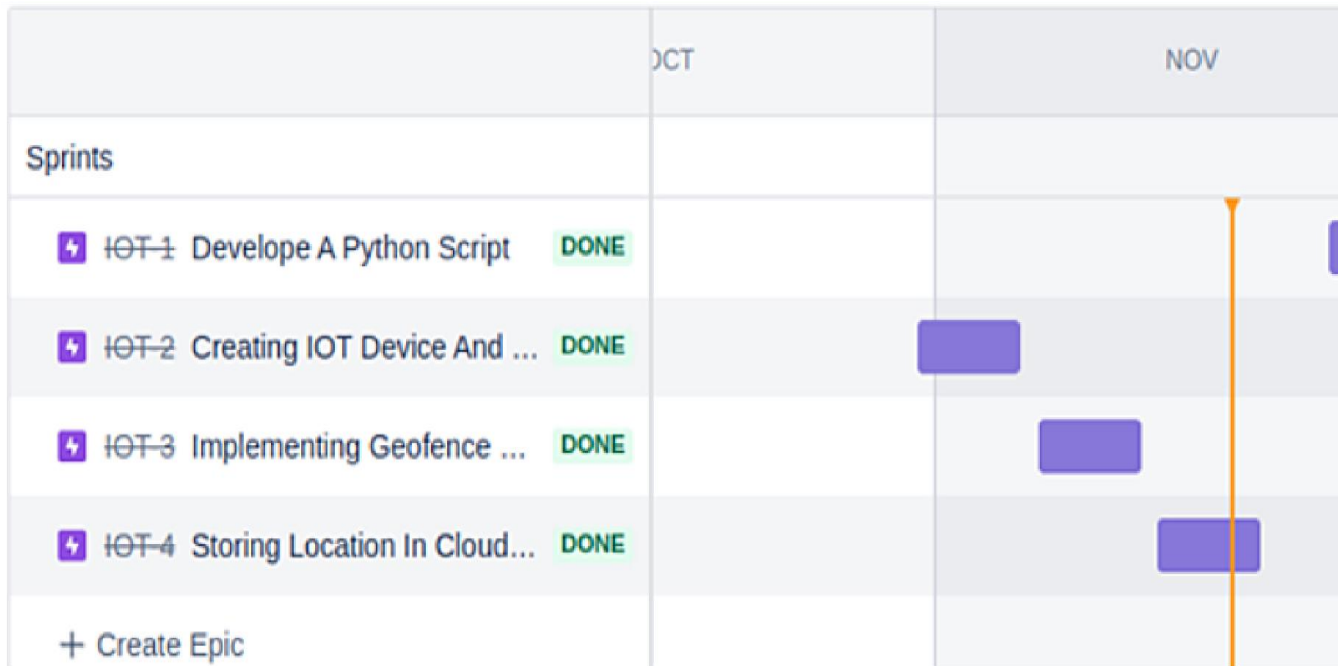 OCT NOV
Sprints
IOT-1 Develope A Python Script DONE
IOT-2 Creating IOT Device And ... DONE
IOT-3 Implementing Geofence ... DONE
IOT-4 Storing Location In Cloud... DONE
+ Create Epic